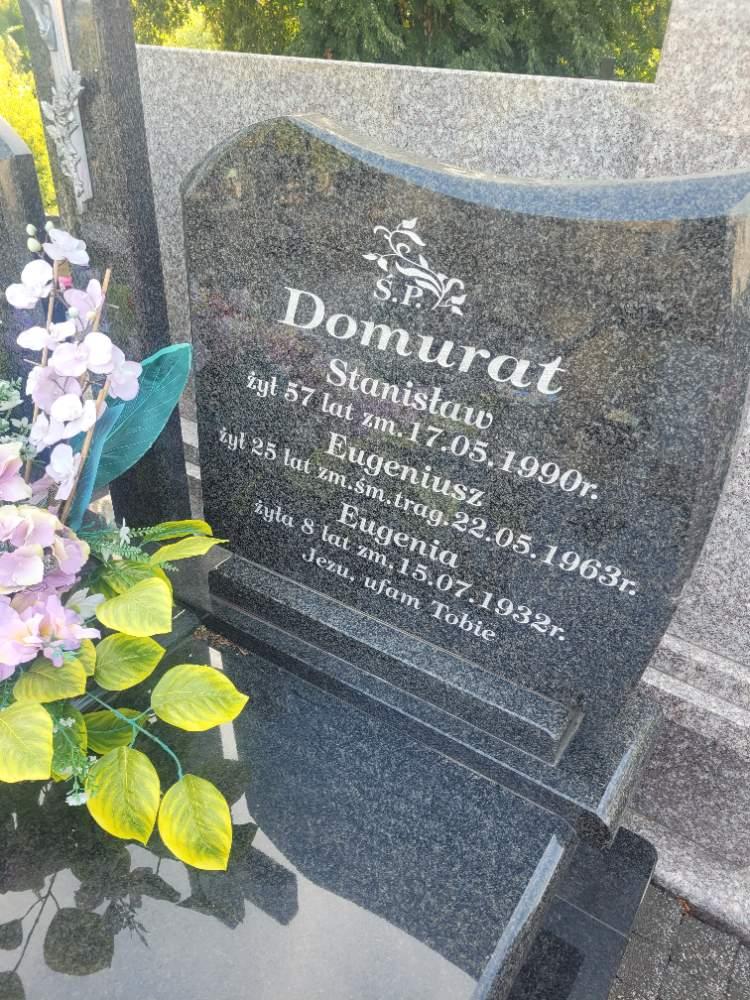 Ś.P.
Domurat
Stanisław
żył 57 lat zm.17.05.1990r.
Eugeniusz
żył 25 lat zm.śm.trag.22.05.1963r.
Eugenia
żyła 8 lat zm.15.07.1932r.
Jezu, ufam Tobie